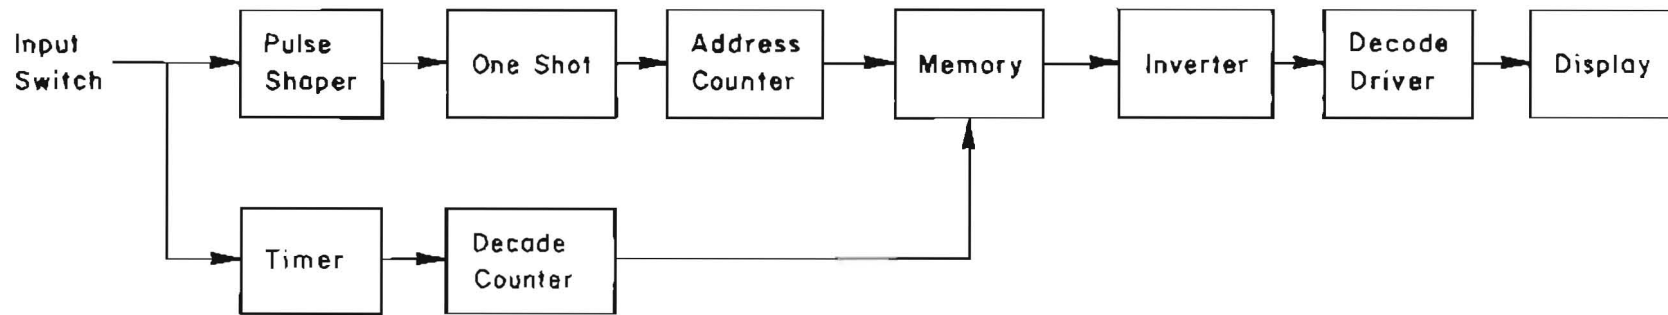 Input
Switch
Pulse
Shaper
One Shot
Address
Counter
Memory
Inverter
Decode
Driver
Display
Timer
Decade
Counter